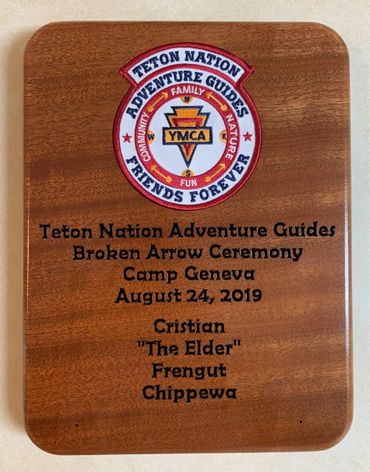 TETON NATION
ADVENTURE GUIDES
FAMILY
COMMUNITY
NATURE
N
W
E
YMCA
S
FUN
FRIENDS FOREVER
Teton Nation Adventure Guides
Broken Arrow Ceremony
Camp Geneva
August 24, 2019
Cristian
"The Elder"
Frengut
Chippewa